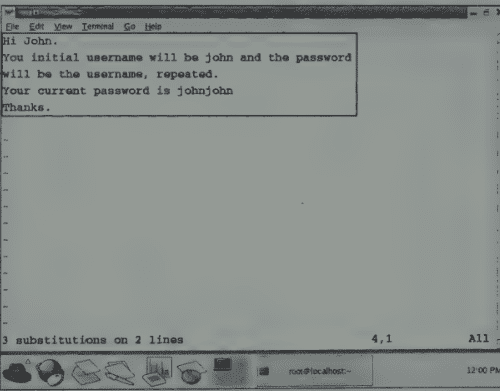 File Edit View Terminal Go Help
Hi John.
You initial username will be john and the password
will be the username, repeated.
Your current password is johnjohn
Thanks.
3 substitutions on 2 lines 4,1 All
root@localhost:~ 12:00 PM